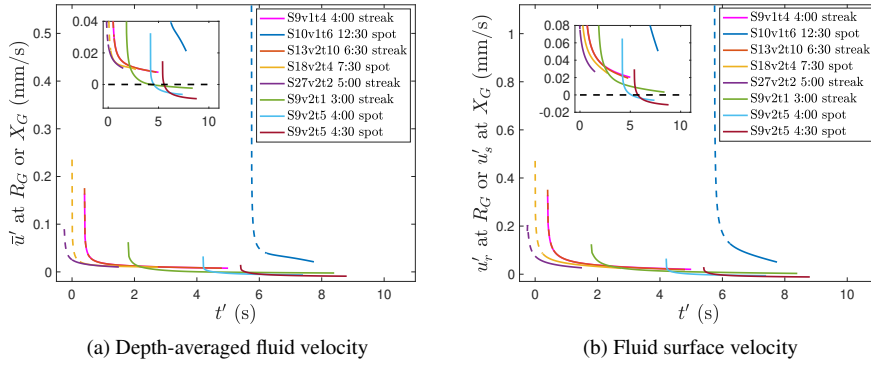 ū′ at R_G or X_G (mm/s)
0.5
0.4
0.3
0.2
0.1
0
0.04
0.02
0
0
5
10
S9v1t4 4:00 streak
S10v1t6 12:30 spot
S13v2t10 6:30 streak
S18v2t4 7:30 spot
S27v2t2 5:00 streak
S9v2t1 3:00 streak
S9v2t5 4:00 spot
S9v2t5 4:30 spot
0 2 4 6 8 10
t′ (s)
(a) Depth-averaged fluid velocity
u′_r at R_G or u′_s at X_G (mm/s)
1
0.8
0.6
0.4
0.2
0
0.08
0.06
0.04
0.02
0
-0.02
0
5
10
S9v1t4 4:00 streak
S10v1t6 12:30 spot
S13v2t10 6:30 streak
S18v2t4 7:30 spot
S27v2t2 5:00 streak
S9v2t1 3:00 streak
S9v2t5 4:00 spot
S9v2t5 4:30 spot
0 2 4 6 8 10
t′ (s)
(b) Fluid surface velocity